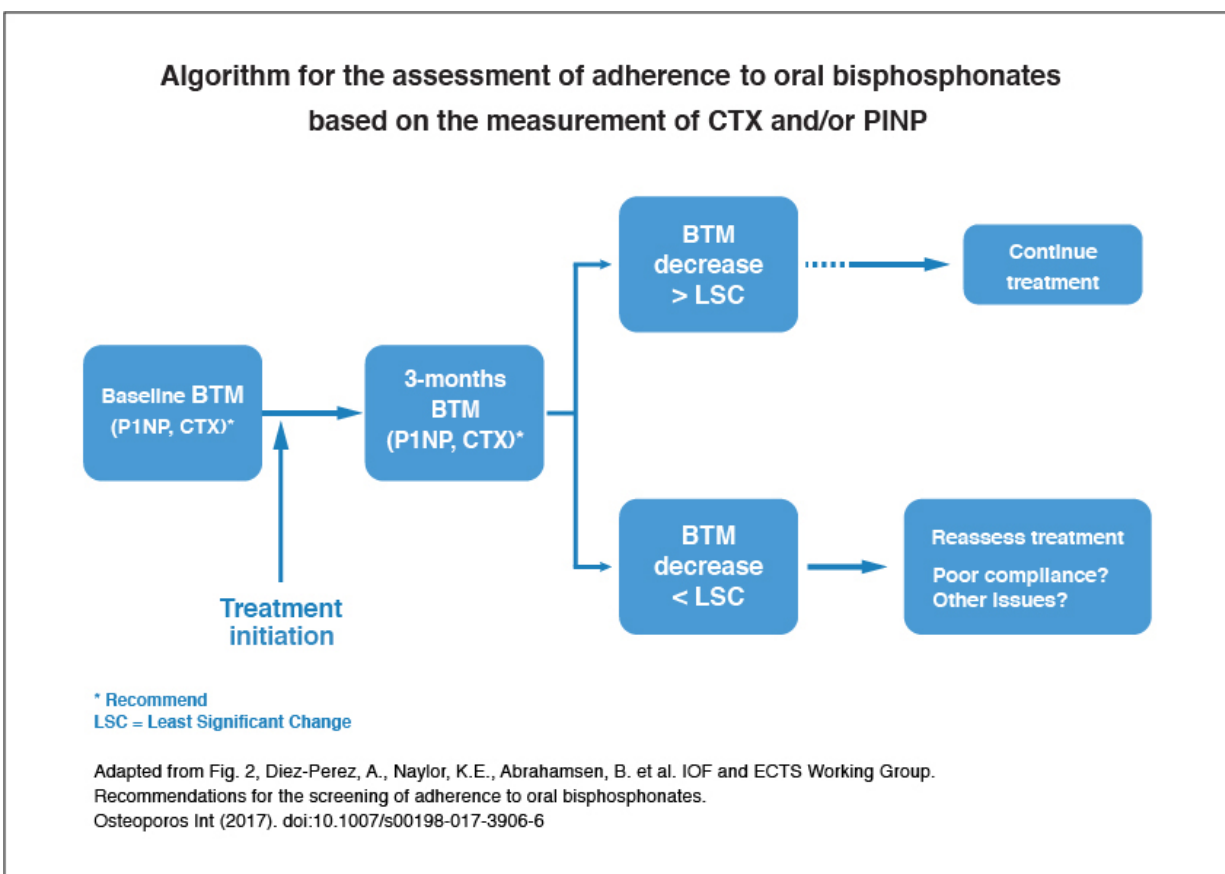 Algorithm for the assessment of adherence to oral bisphosphonates
based on the measurement of CTX and/or PINP
Baseline BTM
(P1NP, CTX)*
Treatment
initiation
3-months
BTM
(P1NP, CTX)*
BTM
decrease
> LSC
Continue
treatment
BTM
decrease
< LSC
Reassess treatment
Poor compliance?
Other Issues?
* Recommend
LSC = Least Significant Change
Adapted from Fig. 2, Diez-Perez, A., Naylor, K.E., Abrahamsen, B. et al. IOF and ECTS Working Group.
Recommendations for the screening of adherence to oral bisphosphonates.
Osteoporos Int (2017). doi:10.1007/s00198-017-3906-6